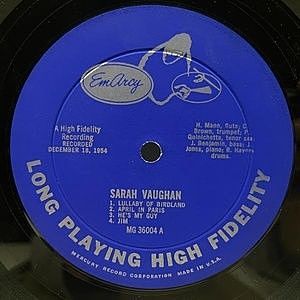 EmArcy
A High Fidelity
Recording
RECORDED
DECEMBER 18, 1954
H. Mann, flute; C.
Brown, trumpet; P.
Quinichette, tenor sax
J. Benjamin, bass; J.
Jones, piano; R. Haynes
drums.
SARAH VAUGHAN
1. LULLABY OF BIRDLAND
2. APRIL IN PARIS
3. HE'S MY GUY
4. JIM
MG 36004 A
LONG PLAYING HIGH FIDELITY
MERCURY RECORD CORPORATION MADE IN U.S.A.